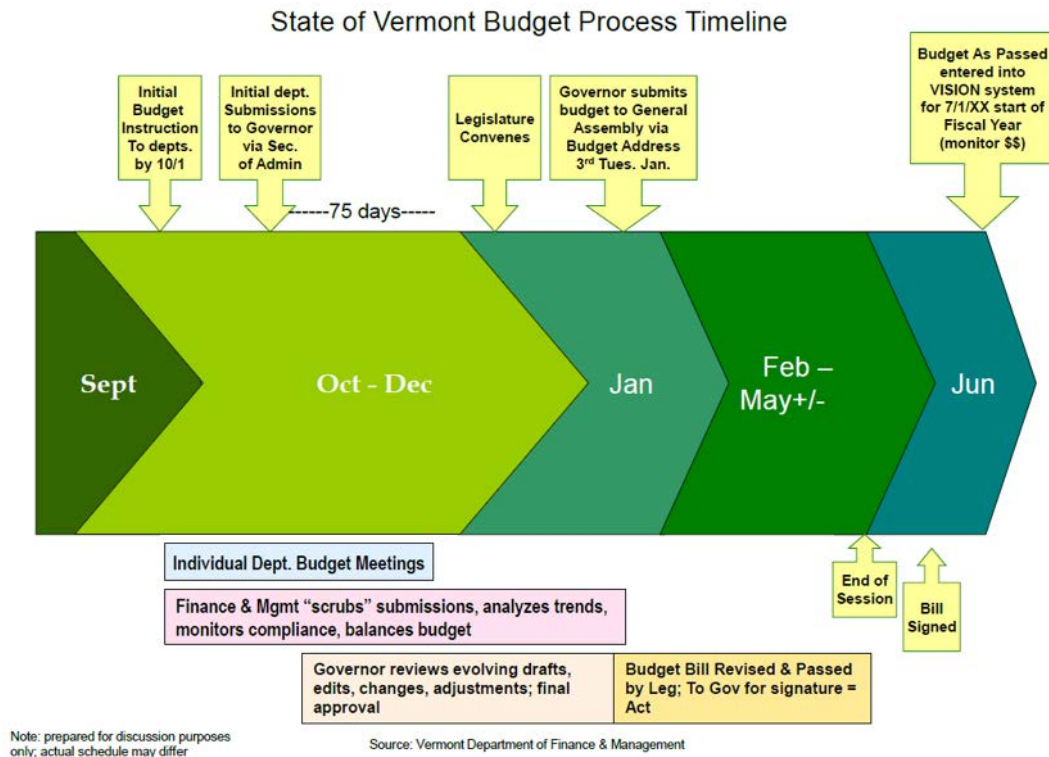 State of Vermont Budget Process Timeline
Initial
Budget
Instruction
To depts.
by 10/1
Initial dept.
Submissions
to Governor
via Sec.
of Admin
Legislature
Convenes
Governor submits
budget to General
Assembly via
Budget Address
3rd Tues. Jan.
Budget As Passed
entered into
VISION system
for 7/1/XX start of
Fiscal Year
(monitor $$)
------75 days-----
Sept
Oct - Dec
Jan
Feb –
May+/-
Jun
Individual Dept. Budget Meetings
Finance & Mgmt “scrubs” submissions, analyzes trends,
monitors compliance, balances budget
Governor reviews evolving drafts,
edits, changes, adjustments; final
approval
Budget Bill Revised & Passed
by Leg; To Gov for signature =
Act
End of
Session
Bill
Signed
Note: prepared for discussion purposes
only; actual schedule may differ
Source: Vermont Department of Finance & Management